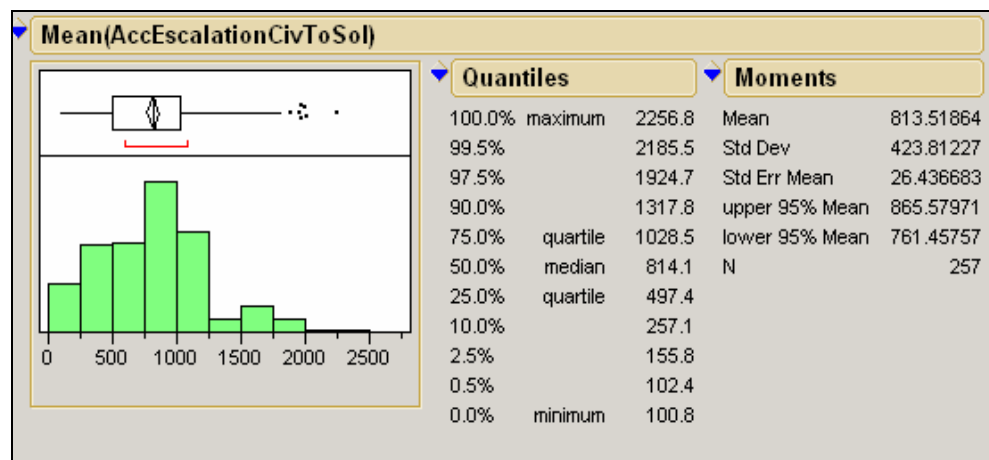 Mean(AccEscalationCivToSol)
0 500 1000 1500 2000 2500
Quantiles
100.0% maximum 2256.8
99.5% 2185.5
97.5% 1924.7
90.0% 1317.8
75.0% quartile 1028.5
50.0% median 814.1
25.0% quartile 497.4
10.0% 257.1
2.5% 155.8
0.5% 102.4
0.0% minimum 100.8
Moments
Mean 813.51864
Std Dev 423.81227
Std Err Mean 26.436683
upper 95% Mean 865.57971
lower 95% Mean 761.45757
N 257